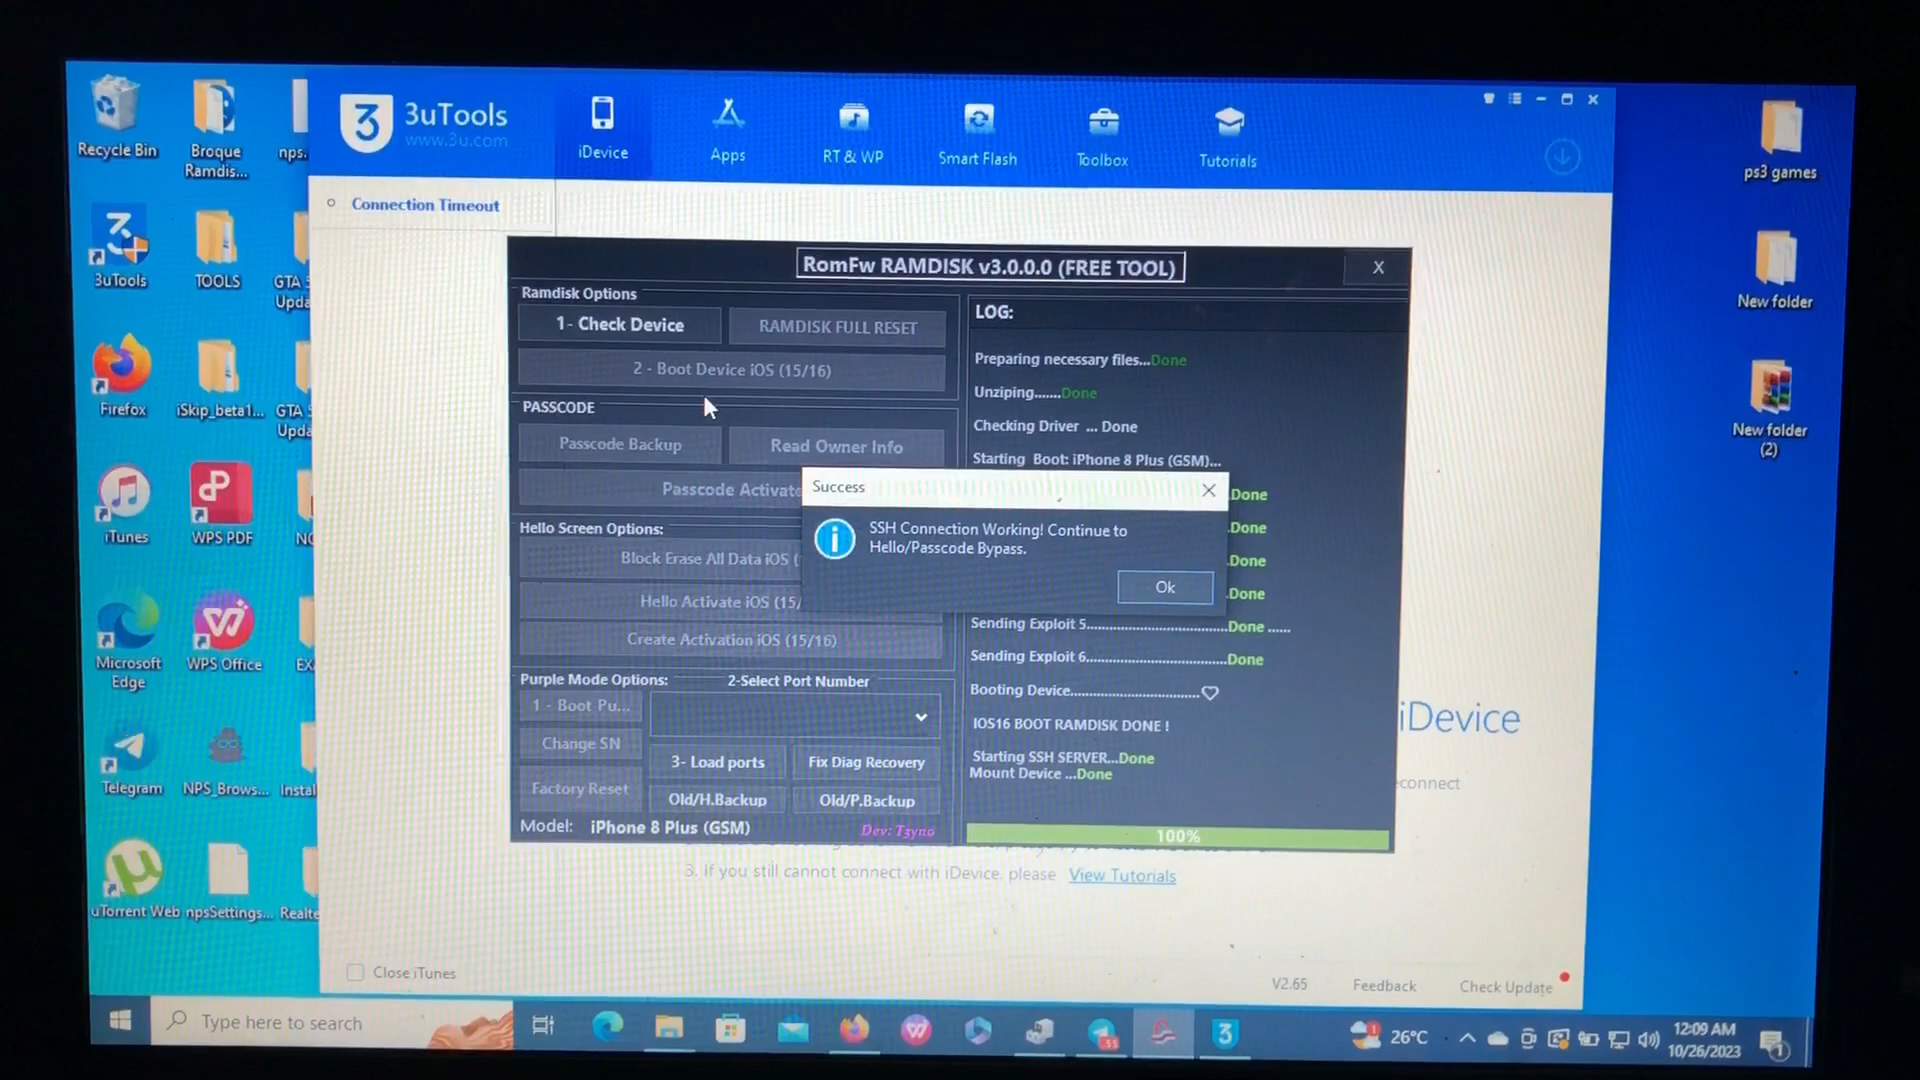 Recycle Bin
Broque
Ramdis...
nps.
3uTools
TOOLS
GTA 5
Upda
Firefox
iSkip_beta1...
GTA 5
Upda
iTunes
WPS PDF
Microsoft
Edge
WPS Office
EX
Telegram
NPS_Brows...
Instal
uTorrent Web
npsSettings...
Realte
3uTools
www.3u.com
iDevice
Apps
RT & WP
Smart Flash
Toolbox
Tutorials
Connection Timeout
RomFw RAMDISK v3.0.0.0 (FREE TOOL)
X
Ramdisk Options
1- Check Device
RAMDISK FULL RESET
2 - Boot Device iOS (15/16)
PASSCODE
Passcode Backup
Read Owner Info
Passcode Activate
Hello Screen Options:
Block Erase All Data iOS (
Hello Activate iOS (15/
Create Activation iOS (15/16)
Purple Mode Options:
2-Select Port Number
1 - Boot Pu...
Change SN
3- Load ports
Fix Diag Recovery
Factory Reset
Old/H.Backup
Old/P.Backup
Model: iPhone 8 Plus (GSM)
Dev: T3yno
LOG:
Preparing necessary files...Done
Unziping.......Done
Checking Driver ... Done
Starting Boot: iPhone 8 Plus (GSM)...
Done
Done
Done
Done
Sending Exploit 5..........................................Done ......
Sending Exploit 6..........................................Done
Booting Device......................................
IOS16 BOOT RAMDISK DONE !
Starting SSH SERVER...Done
Mount Device ...Done
100%
Success
SSH Connection Working! Continue to
Hello/Passcode Bypass.
Ok
iDevice
connect
3. If you still cannot connect with iDevice, please View Tutorials
Close iTunes
V2.65
Feedback
Check Update
ps3 games
New folder
New folder
(2)
Type here to search
26°C
12:09 AM
10/26/2023